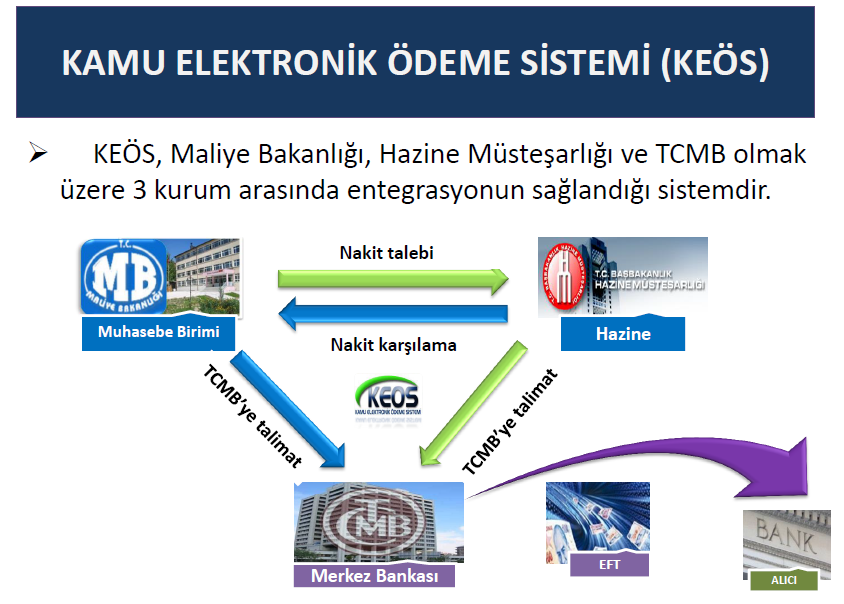 KAMU ELEKTRONİK ÖDEME SİSTEMİ (KEÖS)
KEÖS, Maliye Bakanlığı, Hazine Müsteşarlığı ve TCMB olmak
üzere 3 kurum arasında entegrasyonun sağlandığı sistemdir.
T.C.
MB
MALİYE BAKANLIĞI
Muhasebe Birimi
Nakit talebi
Nakit karşılama
T.C. BAŞBAKANLIK
HAZİNE MÜSTEŞARLIĞI
Hazine
TCMB'ye talimat
KEOS
KAMU ELEKTRONİK ÖDEME SİSTEMİ
TCMB'ye talimat
TCMB
Merkez Bankası
EFT
BANK
ALICI